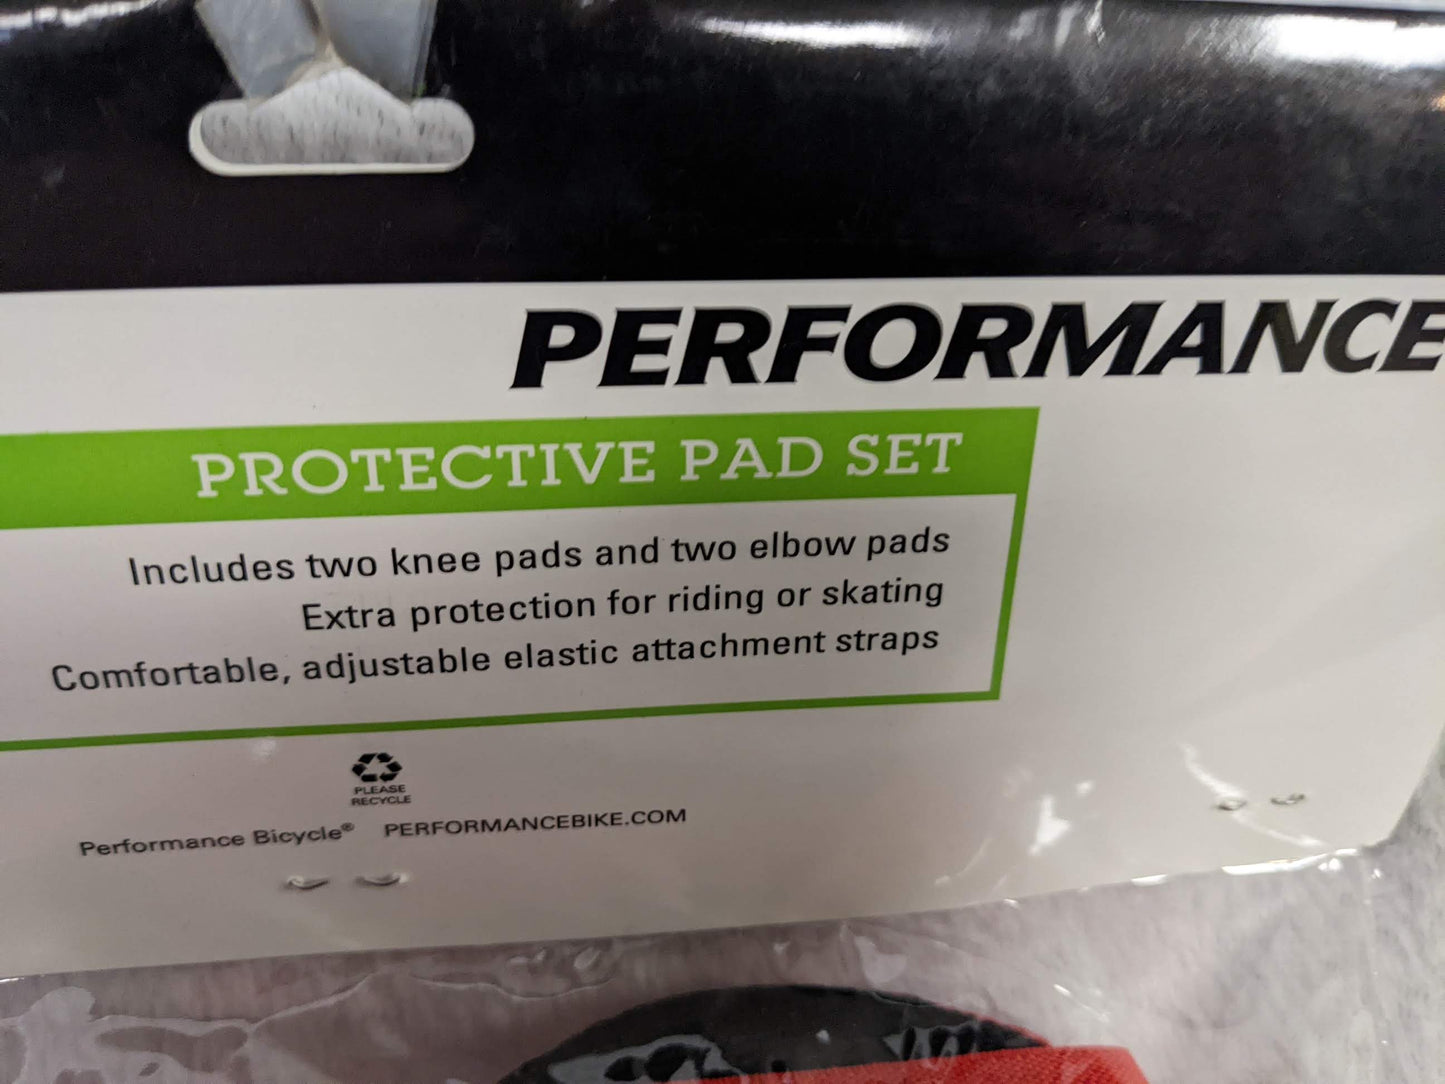 PERFORMANCE
PROTECTIVE PAD SET
Includes two knee pads and two elbow pads
Extra protection for riding or skating
Comfortable, adjustable elastic attachment straps
PLEASE
RECYCLE
Performance Bicycle® PERFORMANCEBIKE.COM